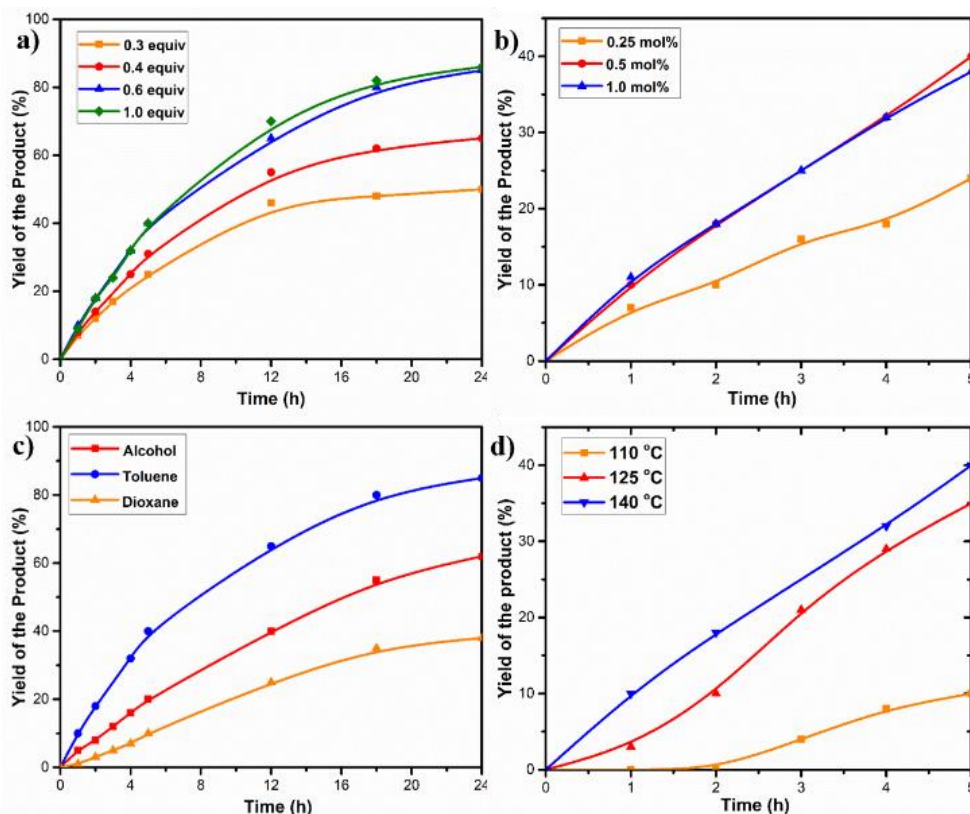 a)
0.3 equiv
0.4 equiv
0.6 equiv
1.0 equiv
Yield of the Product (%)
100
80
60
40
20
0
0 4 8 12 16 20 24
Time (h)
b)
0.25 mol%
0.5 mol%
1.0 mol%
Yield of the Product (%)
40
30
20
10
0
0 1 2 3 4 5
Time (h)
c)
Alcohol
Toluene
Dioxane
Yield of the Product (%)
100
80
60
40
20
0
0 4 8 12 16 20 24
Time (h)
d)
110 °C
125 °C
140 °C
Yield of the product (%)
40
30
20
10
0
0 1 2 3 4 5
Time (h)